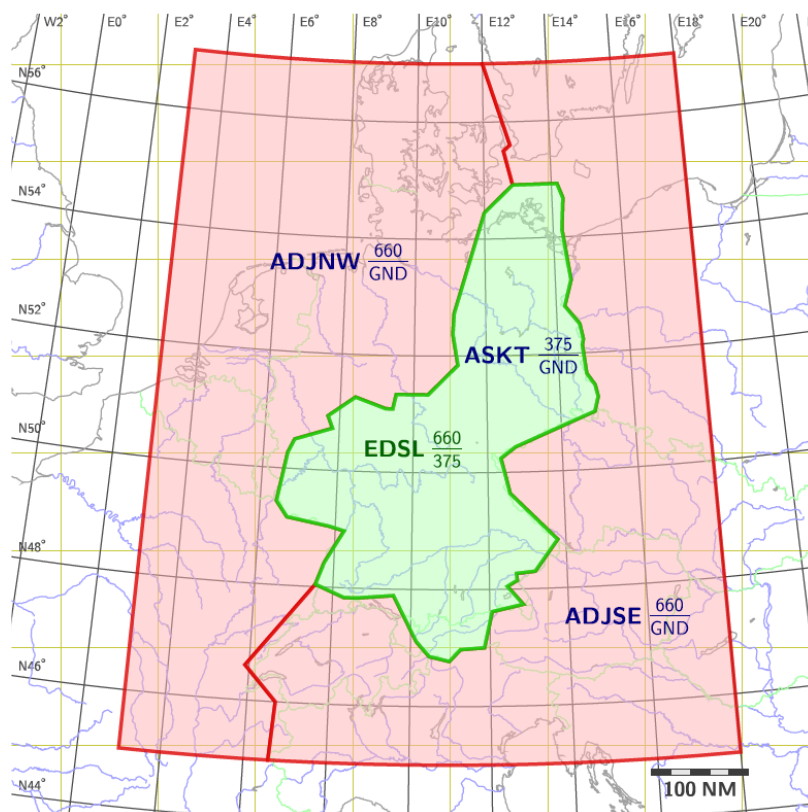 W2° E0° E2° E4° E6° E8° E10° E12° E14° E16° E18° E20°
N56°
N54°
ADJNW 660
GND
N52°
ASKT 375
GND
N50°
EDSL 660
375
N48°
ADJSE 660
GND
N46°
N44°
100 NM